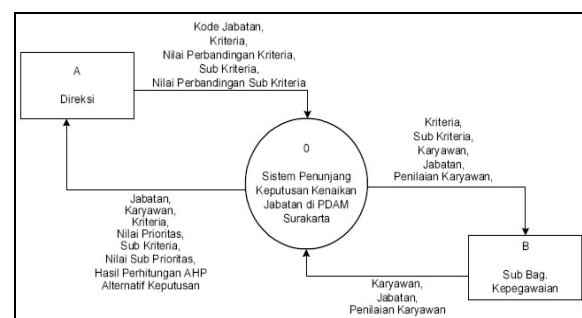 Kode Jabatan,
Kriteria,
Nilai Perbandingan Kriteria,
Sub Kriteria,
Nilai Perbandingan Sub Kriteria
A
Direksi
0
Sistem Penunjang
Keputusan Kenaikan
Jabatan di PDAM
Surakarta
Kriteria,
Sub Kriteria,
Karyawan,
Jabatan,
Penilaian Karyawan,
Jabatan,
Karyawan,
Kriteria,
Nilai Prioritas,
Sub Kriteria,
Nilai Sub Prioritas,
Hasil Perhitungan AHP
Alternatif Keputusan
B
Sub Bag.
Kepegawaian
Karyawan,
Jabatan,
Penilaian Karyawan